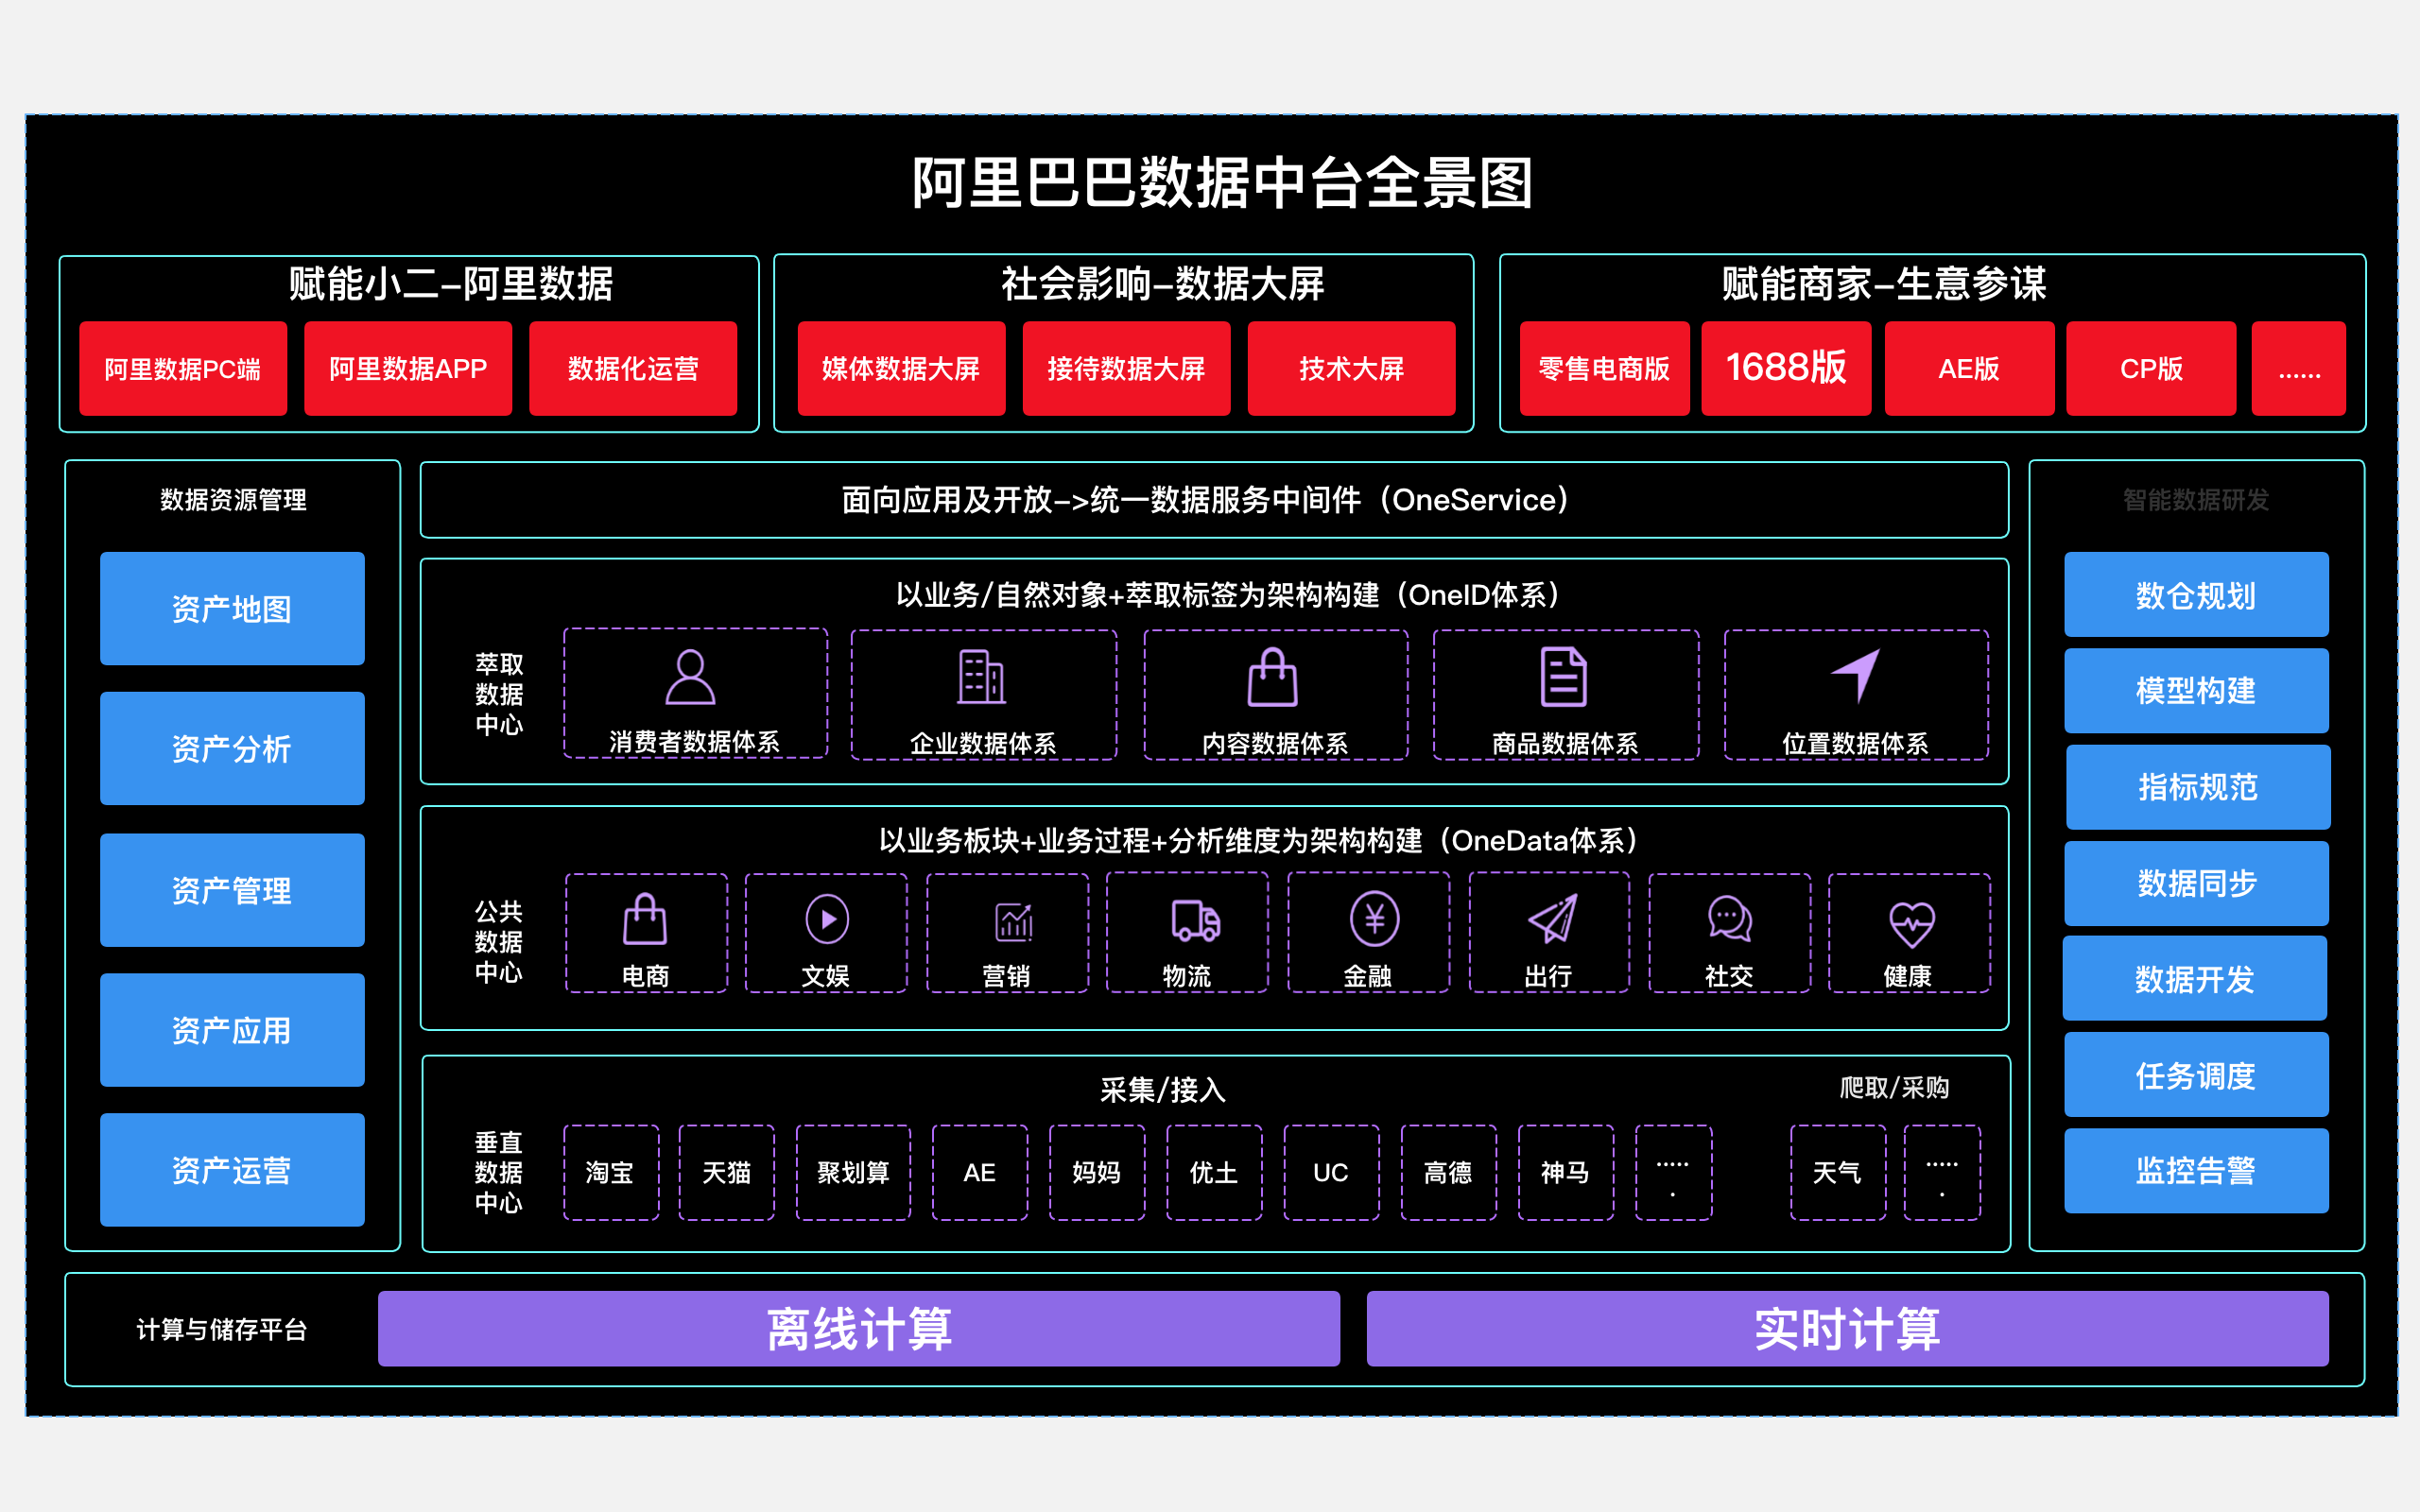 阿里巴巴数据中台全景图
赋能小二-阿里数据
阿里数据PC端
阿里数据APP
数据化运营
社会影响-数据大屏
媒体数据大屏
接待数据大屏
技术大屏
赋能商家-生意参谋
零售电商版
1688版
AE版
CP版
......
数据资源管理
资产地图
资产分析
资产管理
资产应用
资产运营
面向应用及开放->统一数据服务中间件（OneService）
以业务/自然对象+萃取标签为架构构建（OneID体系）
萃取
数据
中心
消费者数据体系
企业数据体系
内容数据体系
商品数据体系
位置数据体系
以业务板块+业务过程+分析维度为架构构建（OneData体系）
公共
数据
中心
电商
文娱
营销
物流
金融
出行
社交
健康
采集/接入
爬取/采购
垂直
数据
中心
淘宝
天猫
聚划算
AE
妈妈
优土
UC
高德
神马
.....
.
天气
.....
.
智能数据研发
数仓规划
模型构建
指标规范
数据同步
数据开发
任务调度
监控告警
计算与储存平台
离线计算
实时计算